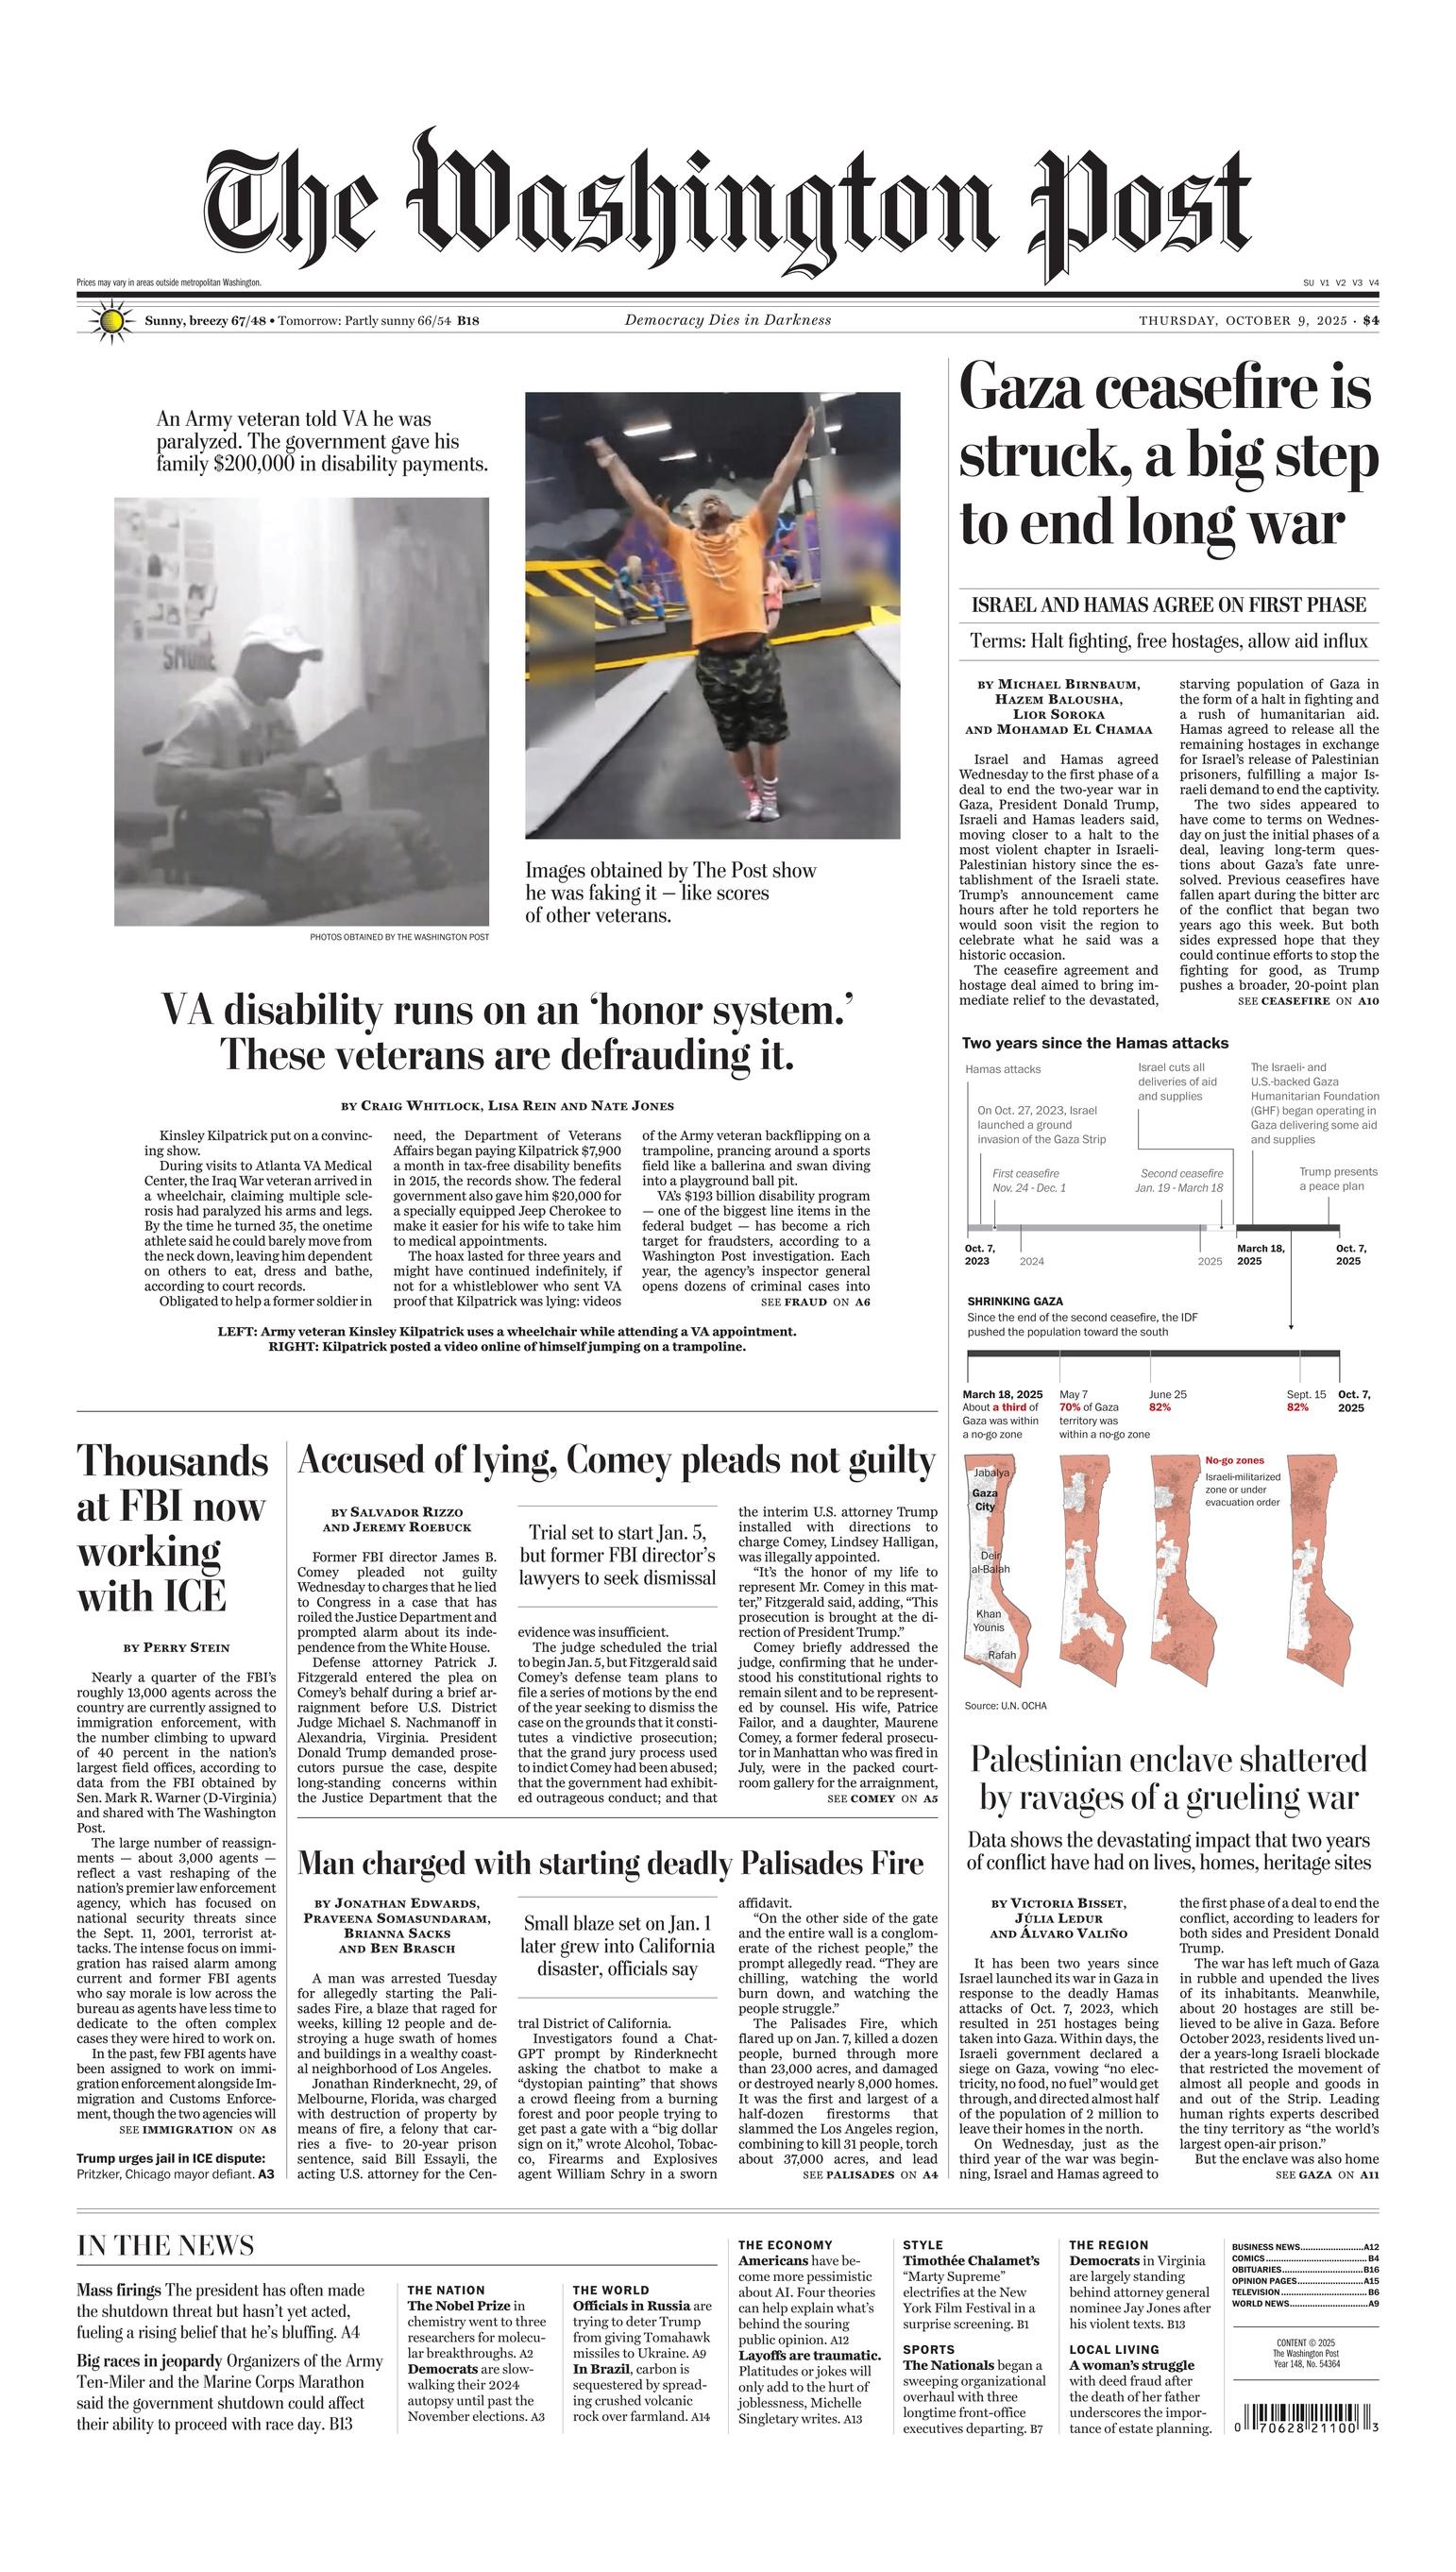 The Washington Post
Prices may vary in areas outside metropolitan Washington.
SU V1 V2 V3 V4
Sunny, breezy 67/48 • Tomorrow: Partly sunny 66/54 B18
Democracy Dies in Darkness
THURSDAY, OCTOBER 9, 2025 · $4
An Army veteran told VA he was
paralyzed. The government gave his
family $200,000 in disability payments.
SMOKE
PHOTOS OBTAINED BY THE WASHINGTON POST
Images obtained by The Post show
he was faking it — like scores
of other veterans.
VA disability runs on an ‘honor system.’
These veterans are defrauding it.
BY CRAIG WHITLOCK, LISA REIN AND NATE JONES
Kinsley Kilpatrick put on a convinc-
ing show.
During visits to Atlanta VA Medical
Center, the Iraq War veteran arrived in
a wheelchair, claiming multiple scle-
rosis had paralyzed his arms and legs.
By the time he turned 35, the onetime
athlete said he could barely move from
the neck down, leaving him dependent
on others to eat, dress and bathe,
according to court records.
Obligated to help a former soldier in
need, the Department of Veterans
Affairs began paying Kilpatrick $7,900
a month in tax-free disability benefits
in 2015, the records show. The federal
government also gave him $20,000 for
a specially equipped Jeep Cherokee to
make it easier for his wife to take him
to medical appointments.
The hoax lasted for three years and
might have continued indefinitely, if
not for a whistleblower who sent VA
proof that Kilpatrick was lying: videos
of the Army veteran backflipping on a
trampoline, prancing around a sports
field like a ballerina and swan diving
into a playground ball pit.
VA’s $193 billion disability program
— one of the biggest line items in the
federal budget — has become a rich
target for fraudsters, according to a
Washington Post investigation. Each
year, the agency’s inspector general
opens dozens of criminal cases into
SEE FRAUD ON A6
LEFT: Army veteran Kinsley Kilpatrick uses a wheelchair while attending a VA appointment.
RIGHT: Kilpatrick posted a video online of himself jumping on a trampoline.
Gaza ceasefire is
struck, a big step
to end long war
ISRAEL AND HAMAS AGREE ON FIRST PHASE
Terms: Halt fighting, free hostages, allow aid influx
BY MICHAEL BIRNBAUM,
HAZEM BALOUSHA,
LIOR SOROKA
AND MOHAMAD EL CHAMAA
Israel and Hamas agreed
Wednesday to the first phase of a
deal to end the two-year war in
Gaza, President Donald Trump,
Israeli and Hamas leaders said,
moving closer to a halt to the
most violent chapter in Israeli-
Palestinian history since the es-
tablishment of the Israeli state.
Trump’s announcement came
hours after he told reporters he
would soon visit the region to
celebrate what he said was a
historic occasion.
The ceasefire agreement and
hostage deal aimed to bring im-
mediate relief to the devastated,
starving population of Gaza in
the form of a halt in fighting and
a rush of humanitarian aid.
Hamas agreed to release all the
remaining hostages in exchange
for Israel’s release of Palestinian
prisoners, fulfilling a major Is-
raeli demand to end the captivity.
The two sides appeared to
have come to terms on Wednes-
day on just the initial phases of a
deal, leaving long-term ques-
tions about Gaza’s fate unre-
solved. Previous ceasefires have
fallen apart during the bitter arc
of the conflict that began two
years ago this week. But both
sides expressed hope that they
could continue efforts to stop the
fighting for good, as Trump
pushes a broader, 20-point plan
SEE CEASEFIRE ON A10
Two years since the Hamas attacks
Hamas attacks
On Oct. 27, 2023, Israel
launched a ground
invasion of the Gaza Strip
First ceasefire
Nov. 24 - Dec. 1
Israel cuts all
deliveries of aid
and supplies
Second ceasefire
Jan. 19 - March 18
The Israeli- and
U.S.-backed Gaza
Humanitarian Foundation
(GHF) began operating in
Gaza delivering some aid
and supplies
Trump presents
a peace plan
Oct. 7,
2023
2024
2025
March 18,
2025
Oct. 7,
2025
SHRINKING GAZA
Since the end of the second ceasefire, the IDF
pushed the population toward the south
March 18, 2025
About a third of
Gaza was within
a no-go zone
May 7
70% of Gaza
territory was
within a no-go zone
June 25
82%
Sept. 15
82%
Oct. 7,
2025
No-go zones
Israeli-militarized
zone or under
evacuation order
Jabalya
Gaza
City
Deir
al-Balah
Khan
Younis
Rafah
Source: U.N. OCHA
Palestinian enclave shattered
by ravages of a grueling war
Data shows the devastating impact that two years
of conflict have had on lives, homes, heritage sites
BY VICTORIA BISSET,
JÚLIA LEDUR
AND ÁLVARO VALIÑO
It has been two years since
Israel launched its war in Gaza in
response to the deadly Hamas
attacks of Oct. 7, 2023, which
resulted in 251 hostages being
taken into Gaza. Within days, the
Israeli government declared a
siege on Gaza, vowing “no elec-
tricity, no food, no fuel” would get
through, and directed almost half
of the population of 2 million to
leave their homes in the north.
On Wednesday, just as the
third year of the war was begin-
ning, Israel and Hamas agreed to
the first phase of a deal to end the
conflict, according to leaders for
both sides and President Donald
Trump.
The war has left much of Gaza
in rubble and upended the lives
of its inhabitants. Meanwhile,
about 20 hostages are still be-
lieved to be alive in Gaza. Before
October 2023, residents lived un-
der a years-long Israeli blockade
that restricted the movement of
almost all people and goods in
and out of the Strip. Leading
human rights experts described
the tiny territory as “the world’s
largest open-air prison.”
But the enclave was also home
SEE GAZA ON A11
Thousands
at FBI now
working
with ICE
BY PERRY STEIN
Nearly a quarter of the FBI’s
roughly 13,000 agents across the
country are currently assigned to
immigration enforcement, with
the number climbing to upward
of 40 percent in the nation’s
largest field offices, according to
data from the FBI obtained by
Sen. Mark R. Warner (D-Virginia)
and shared with The Washington
Post.
The large number of reassign-
ments — about 3,000 agents —
reflect a vast reshaping of the
nation’s premier law enforcement
agency, which has focused on
national security threats since
the Sept. 11, 2001, terrorist at-
tacks. The intense focus on immi-
gration has raised alarm among
current and former FBI agents
who say morale is low across the
bureau as agents have less time to
dedicate to the often complex
cases they were hired to work on.
In the past, few FBI agents have
been assigned to work on immi-
gration enforcement alongside Im-
migration and Customs Enforce-
ment, though the two agencies will
SEE IMMIGRATION ON A8
Trump urges jail in ICE dispute:
Pritzker, Chicago mayor defiant. A3
Accused of lying, Comey pleads not guilty
BY SALVADOR RIZZO
AND JEREMY ROEBUCK
Former FBI director James B.
Comey pleaded not guilty
Wednesday to charges that he lied
to Congress in a case that has
roiled the Justice Department and
prompted alarm about its inde-
pendence from the White House.
Defense attorney Patrick J.
Fitzgerald entered the plea on
Comey’s behalf during a brief ar-
raignment before U.S. District
Judge Michael S. Nachmanoff in
Alexandria, Virginia. President
Donald Trump demanded prose-
cutors pursue the case, despite
long-standing concerns within
the Justice Department that the
Trial set to start Jan. 5,
but former FBI director’s
lawyers to seek dismissal
evidence was insufficient.
The judge scheduled the trial
to begin Jan. 5, but Fitzgerald said
Comey’s defense team plans to
file a series of motions by the end
of the year seeking to dismiss the
case on the grounds that it consti-
tutes a vindictive prosecution;
that the grand jury process used
to indict Comey had been abused;
that the government had exhibit-
ed outrageous conduct; and that
the interim U.S. attorney Trump
installed with directions to
charge Comey, Lindsey Halligan,
was illegally appointed.
“It’s the honor of my life to
represent Mr. Comey in this mat-
ter,” Fitzgerald said, adding, “This
prosecution is brought at the di-
rection of President Trump.”
Comey briefly addressed the
judge, confirming that he under-
stood his constitutional rights to
remain silent and to be represent-
ed by counsel. His wife, Patrice
Failor, and a daughter, Maurene
Comey, a former federal prosecu-
tor in Manhattan who was fired in
July, were in the packed court-
room gallery for the arraignment,
SEE COMEY ON A5
Man charged with starting deadly Palisades Fire
BY JONATHAN EDWARDS,
PRAVEENA SOMASUNDARAM,
BRIANNA SACKS
AND BEN BRASCH
A man was arrested Tuesday
for allegedly starting the Pali-
sades Fire, a blaze that raged for
weeks, killing 12 people and de-
stroying a huge swath of homes
and buildings in a wealthy coast-
al neighborhood of Los Angeles.
Jonathan Rinderknecht, 29, of
Melbourne, Florida, was charged
with destruction of property by
means of fire, a felony that car-
ries a five- to 20-year prison
sentence, said Bill Essayli, the
acting U.S. attorney for the Cen-
Small blaze set on Jan. 1
later grew into California
disaster, officials say
tral District of California.
Investigators found a Chat-
GPT prompt by Rinderknecht
asking the chatbot to make a
“dystopian painting” that shows
a crowd fleeing from a burning
forest and poor people trying to
get past a gate with a “big dollar
sign on it,” wrote Alcohol, Tobac-
co, Firearms and Explosives
agent William Schry in a sworn
affidavit.
“On the other side of the gate
and the entire wall is a conglom-
erate of the richest people,” the
prompt allegedly read. “They are
chilling, watching the world
burn down, and watching the
people struggle.”
The Palisades Fire, which
flared up on Jan. 7, killed a dozen
people, burned through more
than 23,000 acres, and damaged
or destroyed nearly 8,000 homes.
It was the first and largest of a
half-dozen firestorms that
slammed the Los Angeles region,
combining to kill 31 people, torch
about 37,000 acres, and lead
SEE PALISADES ON A4
IN THE NEWS
Mass firings The president has often made
the shutdown threat but hasn’t yet acted,
fueling a rising belief that he’s bluffing. A4
Big races in jeopardy Organizers of the Army
Ten-Miler and the Marine Corps Marathon
said the government shutdown could affect
their ability to proceed with race day. B13
THE NATION
The Nobel Prize in
chemistry went to three
researchers for molecu-
lar breakthroughs. A2
Democrats are slow-
walking their 2024
autopsy until past the
November elections. A3
THE WORLD
Officials in Russia are
trying to deter Trump
from giving Tomahawk
missiles to Ukraine. A9
In Brazil, carbon is
sequestered by spread-
ing crushed volcanic
rock over farmland. A14
THE ECONOMY
Americans have be-
come more pessimistic
about AI. Four theories
can help explain what’s
behind the souring
public opinion. A12
Layoffs are traumatic.
Platitudes or jokes will
only add to the hurt of
joblessness, Michelle
Singletary writes. A13
STYLE
Timothée Chalamet’s
“Marty Supreme”
electrifies at the New
York Film Festival in a
surprise screening. B1
SPORTS
The Nationals began a
sweeping organizational
overhaul with three
longtime front-office
executives departing. B7
THE REGION
Democrats in Virginia
are largely standing
behind attorney general
nominee Jay Jones after
his violent texts. B13
LOCAL LIVING
A woman’s struggle
with deed fraud after
the death of her father
underscores the impor-
tance of estate planning.
BUSINESS NEWS.........................A12
COMICS.........................B4
OBITUARIES.........................B16
OPINION PAGES.........................A15
TELEVISION.........................B6
WORLD NEWS.........................A9
CONTENT © 2025
The Washington Post
Year 148, No. 54364
0 70628 21100 3